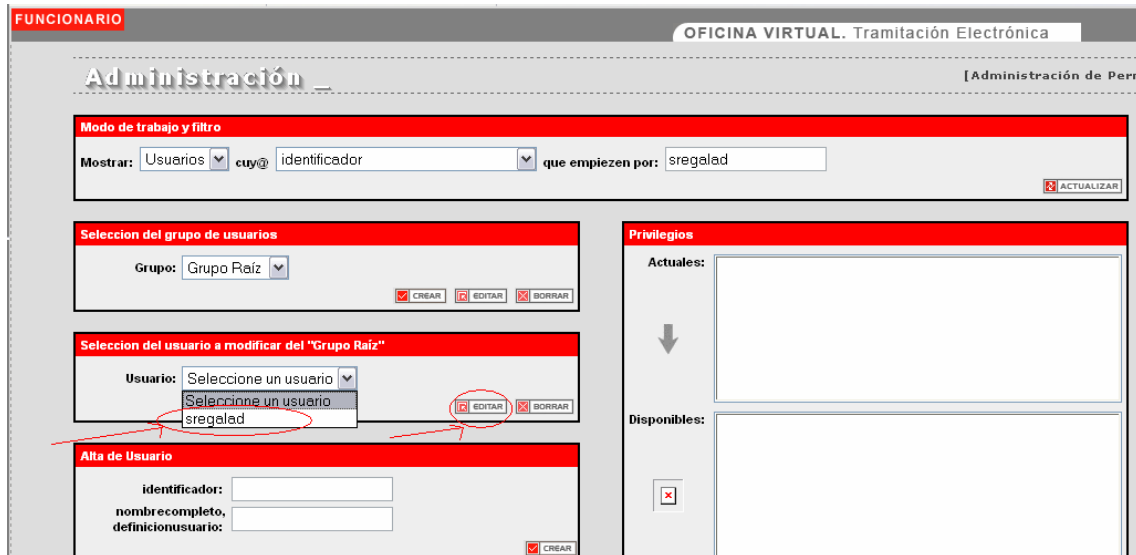 FUNCIONARIO
OFICINA VIRTUAL. Tramitación Electrónica
Administración _
[Administración de Perr
Modo de trabajo y filtro
Mostrar: Usuarios cuy@ identificador que empiezen por: sregalad
ACTUALIZAR
Seleccion del grupo de usuarios
Grupo: Grupo Raíz
CREAR EDITAR BORRAR
Seleccion del usuario a modificar del "Grupo Raíz"
Usuario: Seleccione un usuario
Seleccione un usuario
sregalad
EDITAR BORRAR
Alta de Usuario
identificador:
nombrecompleto,
definicionusuario:
CREAR
Privilegios
Actuales:
Disponibles: